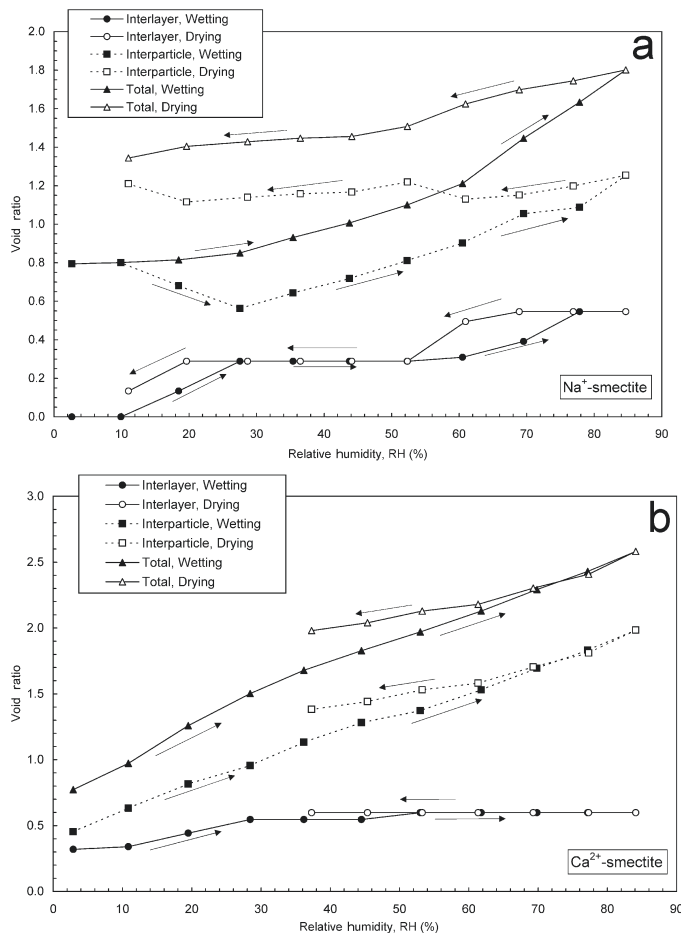 a
Interlayer, Wetting
Interlayer, Drying
Interparticle, Wetting
Interparticle, Drying
Total, Wetting
Total, Drying
2.0
1.8
1.6
1.4
1.2
1.0
0.8
0.6
0.4
0.2
0.0
Void ratio
Na⁺-smectite
0 10 20 30 40 50 60 70 80 90
Relative humidity, RH (%)
b
Interlayer, Wetting
Interlayer, Drying
Interparticle, Wetting
Interparticle, Drying
Total, Wetting
Total, Drying
3.0
2.5
2.0
1.5
1.0
0.5
0.0
Void ratio
Ca²⁺-smectite
0 10 20 30 40 50 60 70 80 90
Relative humidity, RH (%)